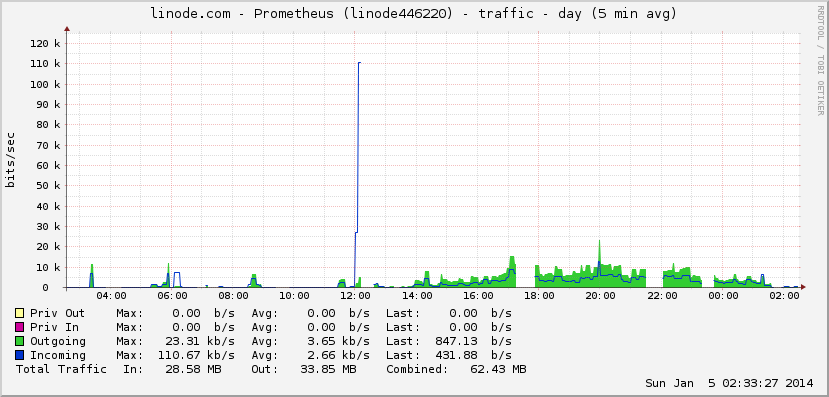 linode.com - Prometheus (linode446220) - traffic - day (5 min avg)
RRDTOOL / TOBI OETIKER
bits/sec
120 k
110 k
100 k
90 k
80 k
70 k
60 k
50 k
40 k
30 k
20 k
10 k
0
04:00 06:00 08:00 10:00 12:00 14:00 16:00 18:00 20:00 22:00 00:00 02:00
Priv Out Max: 0.00 b/s Avg: 0.00 b/s Last: 0.00 b/s
Priv In Max: 0.00 b/s Avg: 0.00 b/s Last: 0.00 b/s
Outgoing Max: 23.31 kb/s Avg: 3.65 kb/s Last: 847.13 b/s
Incoming Max: 110.67 kb/s Avg: 2.66 kb/s Last: 431.88 b/s
Total Traffic In: 28.58 MB Out: 33.85 MB Combined: 62.43 MB
Sun Jan 5 02:33:27 2014